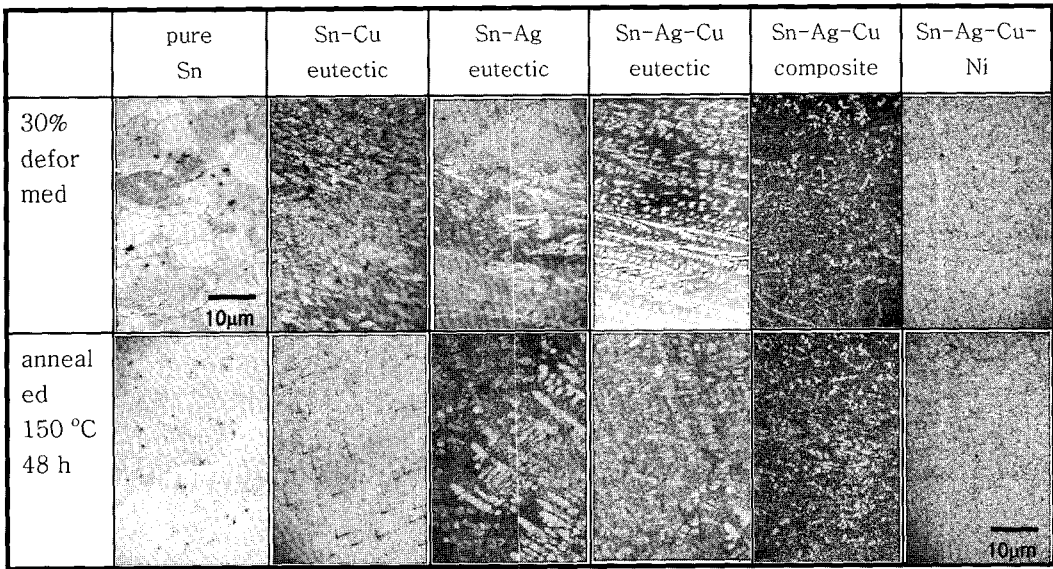 pure
Sn
Sn-Cu
eutectic
Sn-Ag
eutectic
Sn-Ag-Cu
eutectic
Sn-Ag-Cu
composite
Sn-Ag-Cu-
Ni
30%
defor
med
10μm
anneal
ed
150 °C
48 h
10μm